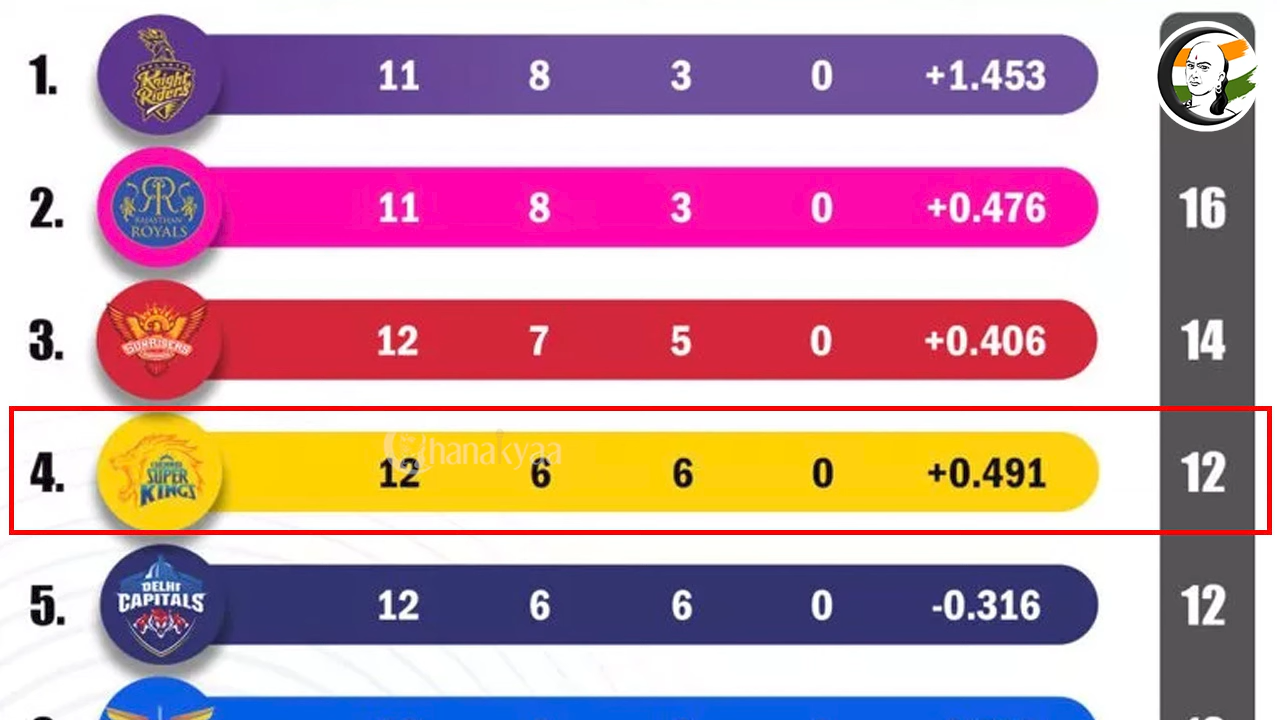 1. Knight Riders 11 8 3 0 +1.453
2. RR RAJASTHAN ROYALS 11 8 3 0 +0.476 16
3. SUNRISERS 12 7 5 0 +0.406 14
Chanakyaa
4. CHENNAI SUPER KINGS 12 6 6 0 +0.491 12
5. DELHI CAPITALS 12 6 6 0 -0.316 12